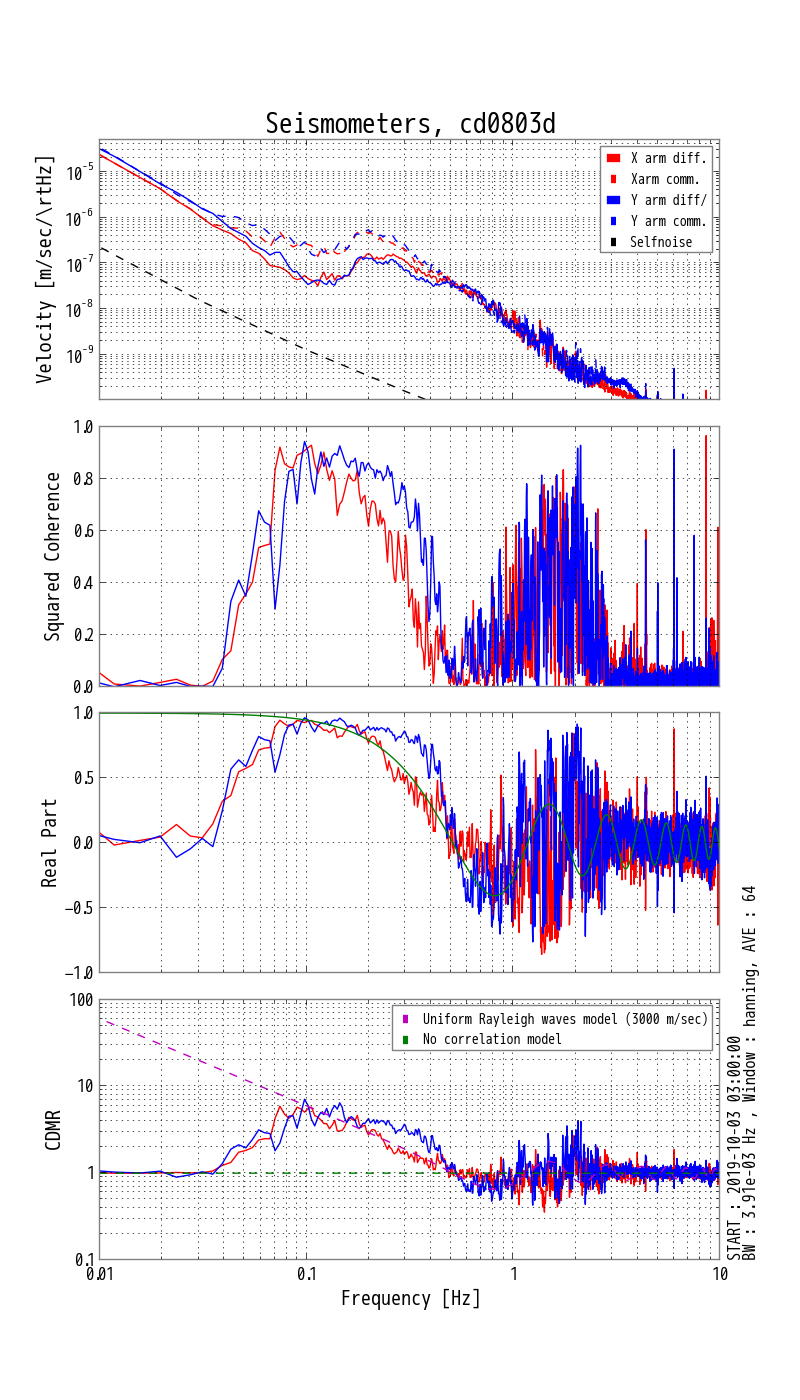 Seismometers, cd0803d
Velocity [m/sec/\rtHz]
10^-5
10^-6
10^-7
10^-8
10^-9
X arm diff.
Xarm comm.
Y arm diff/
Y arm comm.
Selfnoise
Squared Coherence
1.0
0.8
0.6
0.4
0.2
0.0
Real Part
1.0
0.5
0.0
−0.5
−1.0
CDMR
100
10
1
0.1
Uniform Rayleigh waves model (3000 m/sec)
No correlation model
0.01
0.1
1
10
Frequency [Hz]
START : 2019-10-03 03:00:00
BW : 3.91e-03 Hz , Window : hanning, AVE : 64